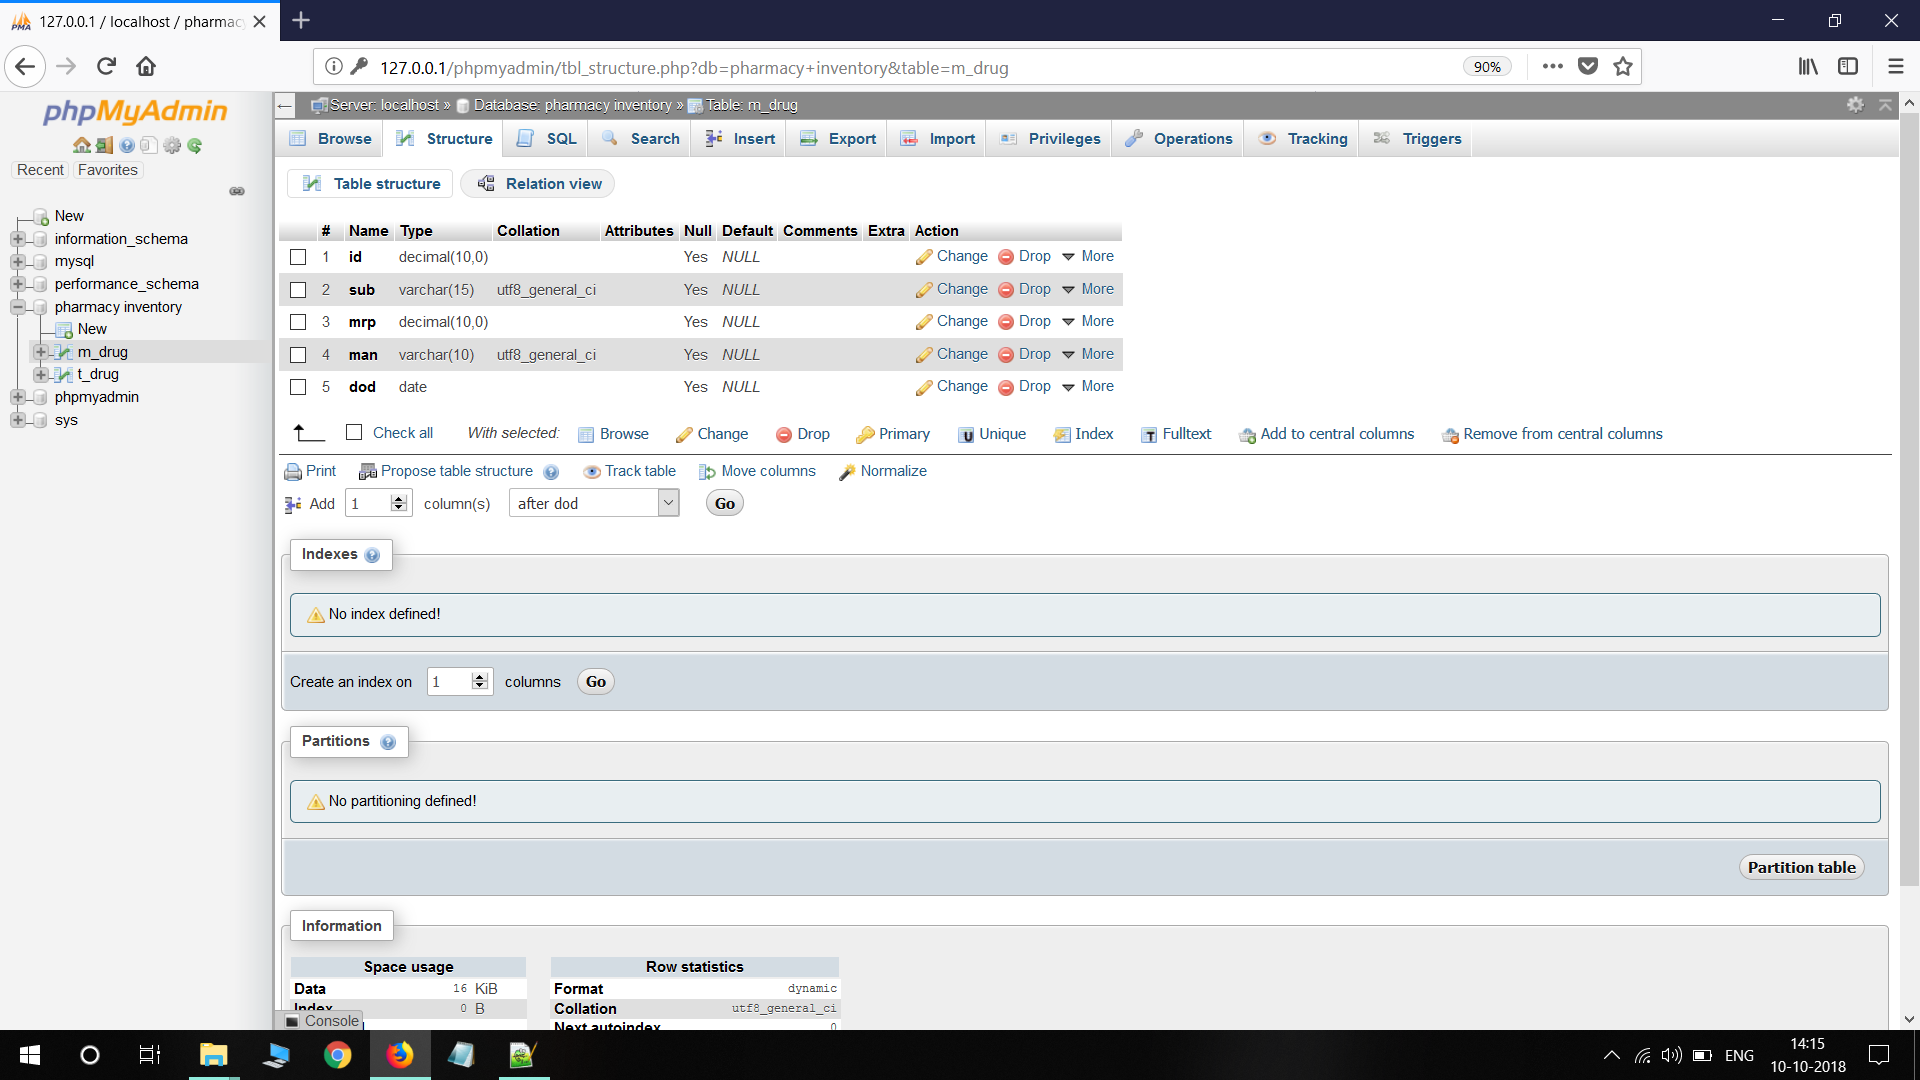 127.0.0.1 / localhost / pharmac
127.0.0.1/phpmyadmin/tbl_structure.php?db=pharmacy+inventory&table=m_drug
90%
phpMyAdmin
Recent Favorites
New
information_schema
mysql
performance_schema
pharmacy inventory
New
m_drug
t_drug
phpmyadmin
sys
Server: localhost » Database: pharmacy inventory » Table: m_drug
Browse Structure SQL Search Insert Export Import Privileges Operations Tracking Triggers
Table structure Relation view
# Name Type Collation Attributes Null Default Comments Extra Action
1 id decimal(10,0) Yes NULL Change Drop More
2 sub varchar(15) utf8_general_ci Yes NULL Change Drop More
3 mrp decimal(10,0) Yes NULL Change Drop More
4 man varchar(10) utf8_general_ci Yes NULL Change Drop More
5 dod date Yes NULL Change Drop More
Check all With selected: Browse Change Drop Primary Unique Index Fulltext Add to central columns Remove from central columns
Print Propose table structure Track table Move columns Normalize
Add 1 column(s) after dod Go
Indexes
No index defined!
Create an index on 1 columns Go
Partitions
No partitioning defined!
Partition table
Information
Space usage
Data 16 KiB
Index 0 B
Row statistics
Format dynamic
Collation utf8_general_ci
Next autoindex 0
Console
ENG
14:15
10-10-2018